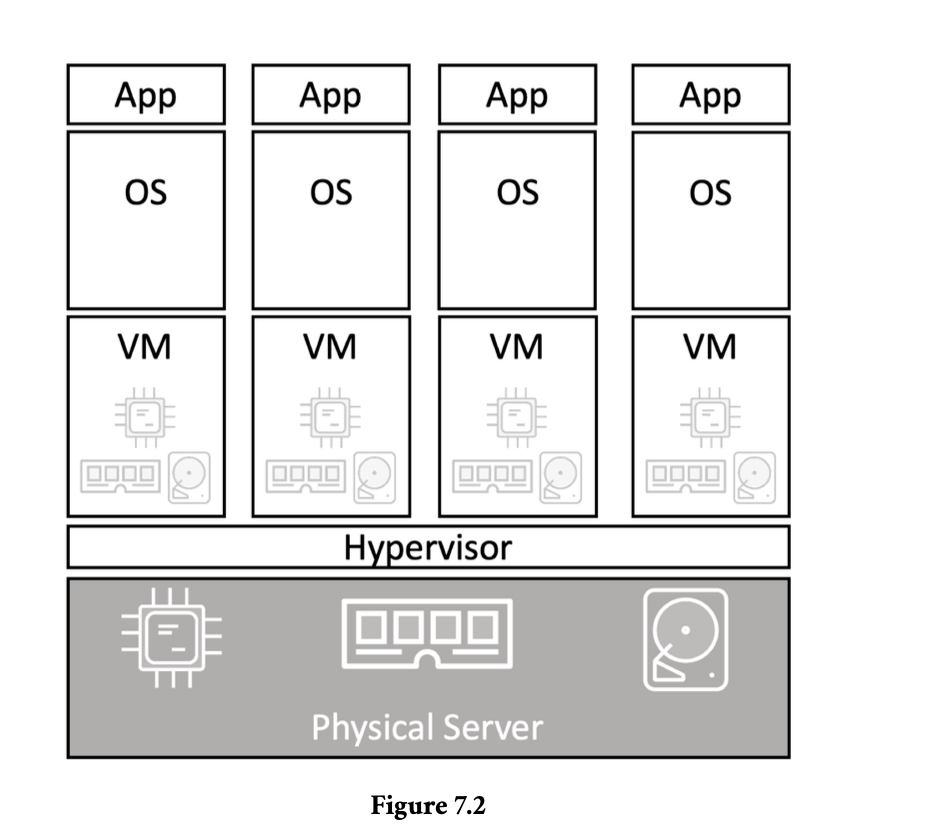 App App App App
OS OS OS OS
VM VM VM VM
Hypervisor
Physical Server
Figure 7.2